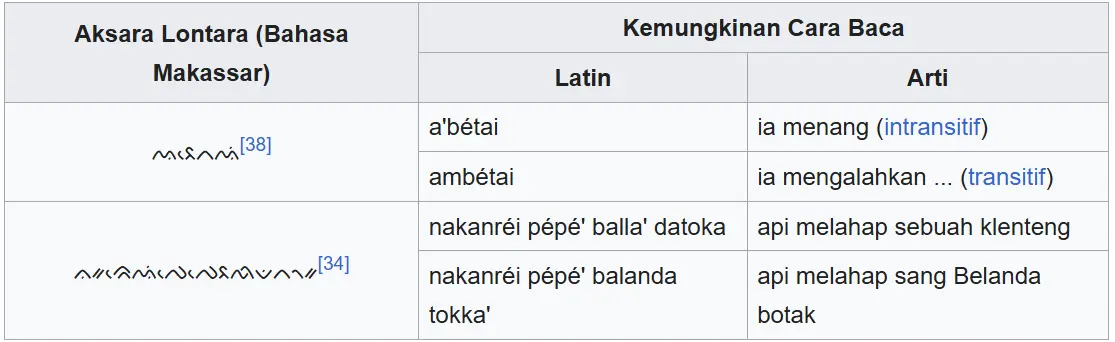 Aksara Lontara (Bahasa
Makassar)
Kemungkinan Cara Baca
Latin
Arti
ᨕᨅᨙᨈᨕᨗ[38]
a'bétai
ia menang (intransitif)
ambétai
ia mengalahkan ... (transitif)
ᨊᨀᨑᨙᨕᨗᨄᨙᨄᨙᨅᨒᨉᨈᨚᨀ[34]
nakanréi pépé' balla' datoka
api melahap sebuah klenteng
nakanréi pépé' balanda
tokka'
api melahap sang Belanda
botak